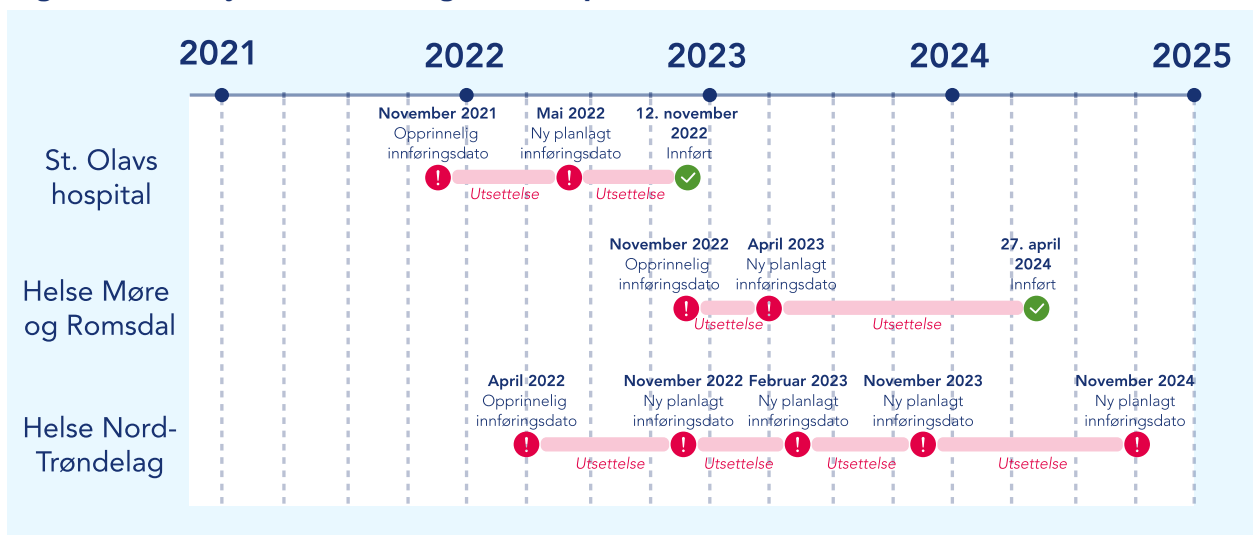 2021
2022
2023
2024
2025
St. Olavs
hospital
November 2021
Opprinnelig
innføringsdato
Mai 2022
Ny planlagt
innføringsdato
12. november
2022
Innført
Utsettelse
Utsettelse
Helse Møre
og Romsdal
November 2022
Opprinnelig
innføringsdato
April 2023
Ny planlagt
innføringsdato
27. april
2024
Innført
Utsettelse
Utsettelse
Helse Nord-
Trøndelag
April 2022
Opprinnelig
innføringsdato
November 2022
Ny planlagt
innføringsdato
Februar 2023
Ny planlagt
innføringsdato
November 2023
Ny planlagt
innføringsdato
November 2024
Ny planlagt
innføringsdato
Utsettelse
Utsettelse
Utsettelse
Utsettelse